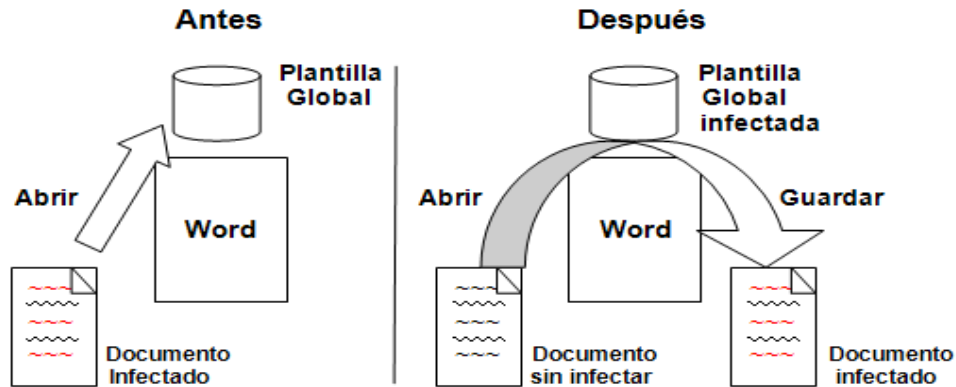 Antes
Plantilla
Global
Abrir
Word
Documento
Infectado
Después
Plantilla
Global
infectada
Abrir
Word
Guardar
Documento
sin infectar
Documento
infectado